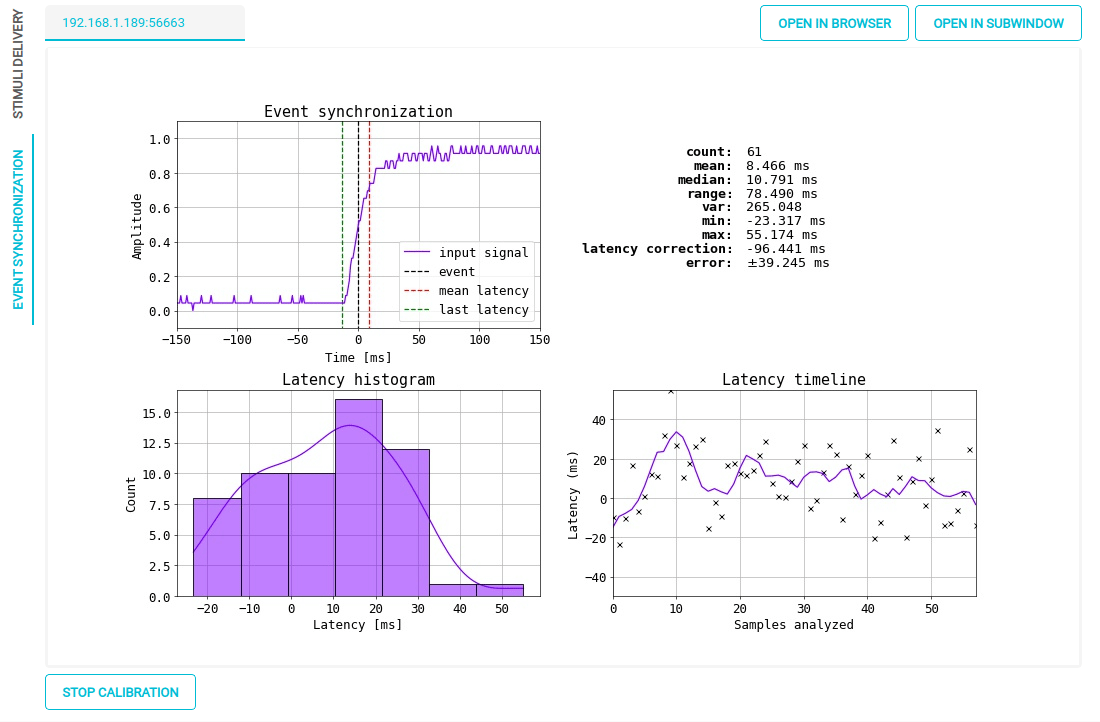 STIMULI DELIVERY
EVENT SYNCHRONIZATION
192.168.1.189:56663
OPEN IN BROWSER
OPEN IN SUBWINDOW
Event synchronization
1.0
0.8
0.6
0.4
0.2
0.0
Amplitude
input signal
event
mean latency
last latency
−150 −100 −50 0 50 100 150
Time [ms]
count: 61
mean: 8.466 ms
median: 10.791 ms
range: 78.490 ms
var: 265.048
min: -23.317 ms
max: 55.174 ms
latency correction: -96.441 ms
error: ±39.245 ms
Latency histogram
15.0
12.5
10.0
7.5
5.0
2.5
0.0
Count
−20 −10 0 10 20 30 40 50
Latency [ms]
Latency timeline
40
20
0
−20
−40
Latency (ms)
0 10 20 30 40 50
Samples analyzed
STOP CALIBRATION